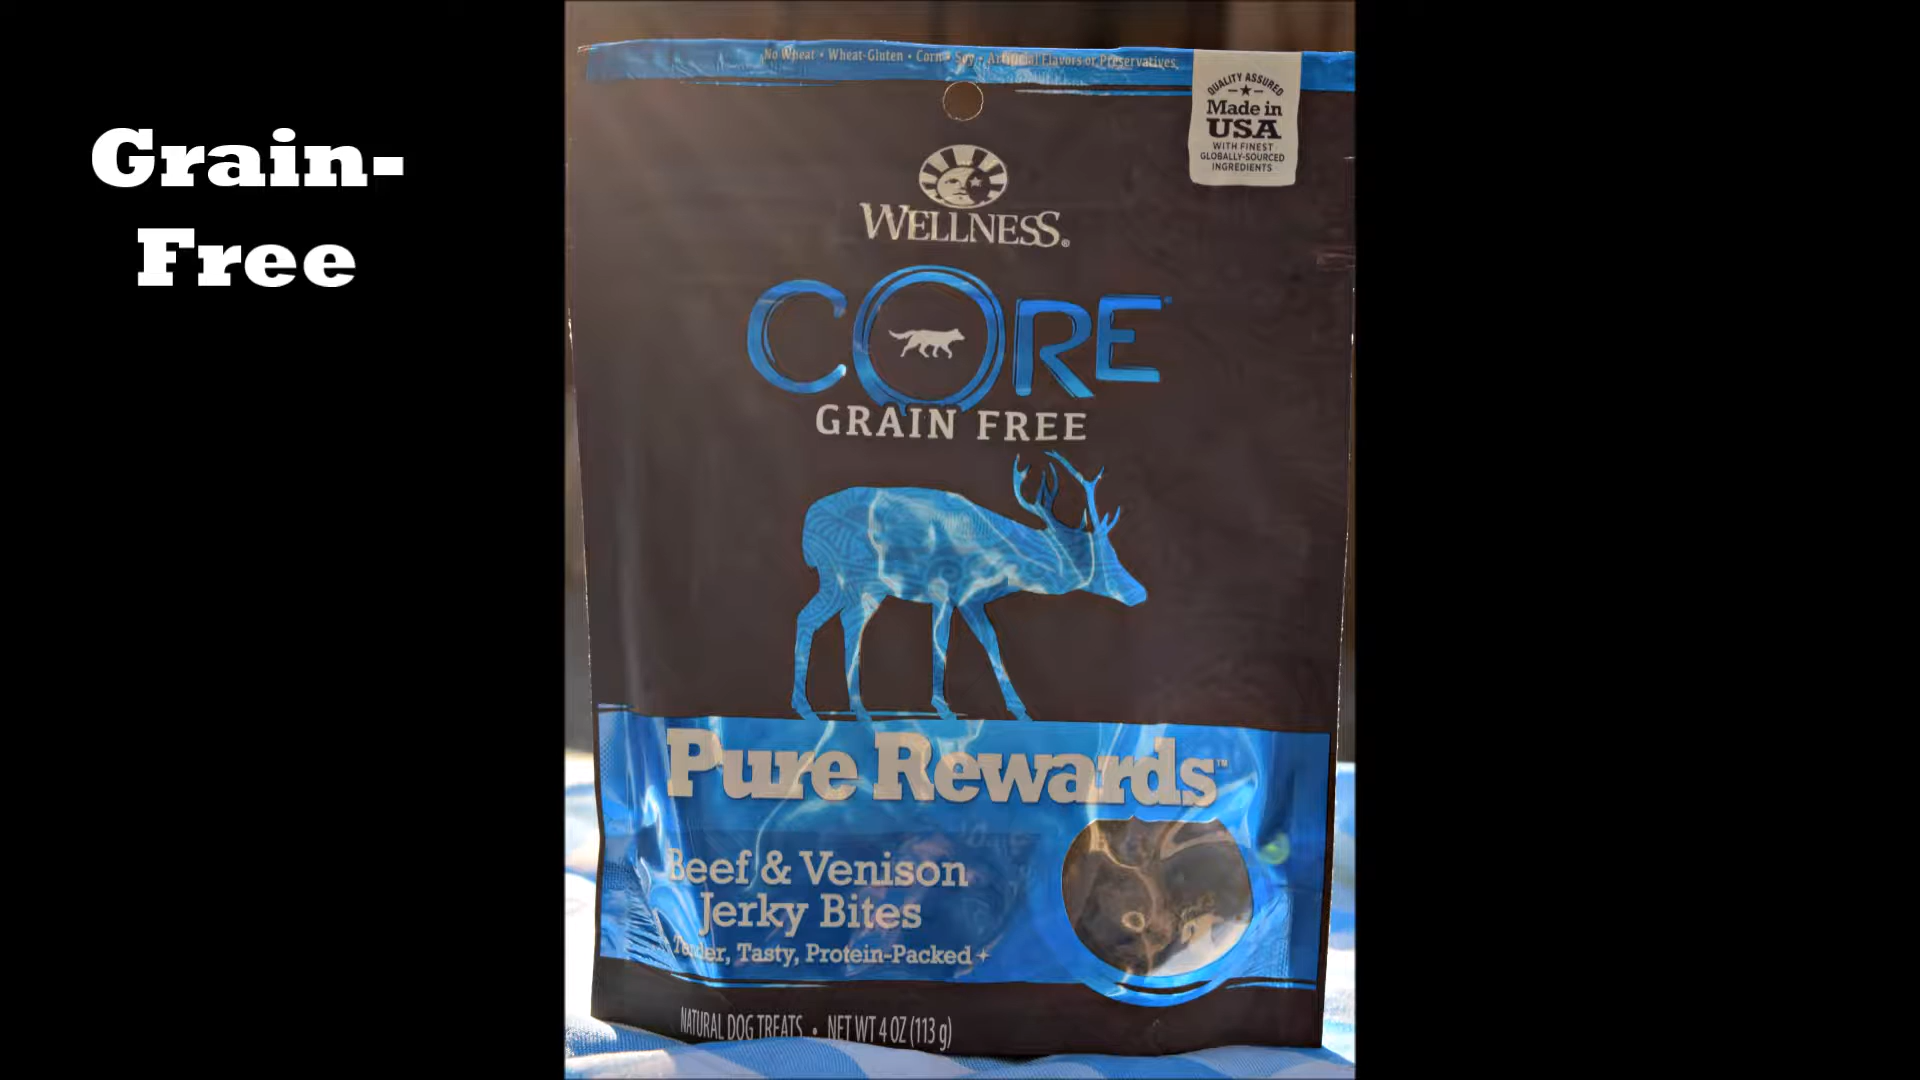 Grain-
Free
No Wheat • Wheat-Gluten • Corn • Soy • Artificial Flavors or Preservatives
QUALITY ASSURED
Made in
USA
WITH FINEST
GLOBALLY-SOURCED
INGREDIENTS
WELLNESS®
CORE®
GRAIN FREE
Pure Rewards™
Beef & Venison
Jerky Bites
Tender, Tasty, Protein-Packed +
NATURAL DOG TREATS • NET WT 4 OZ (113 g)